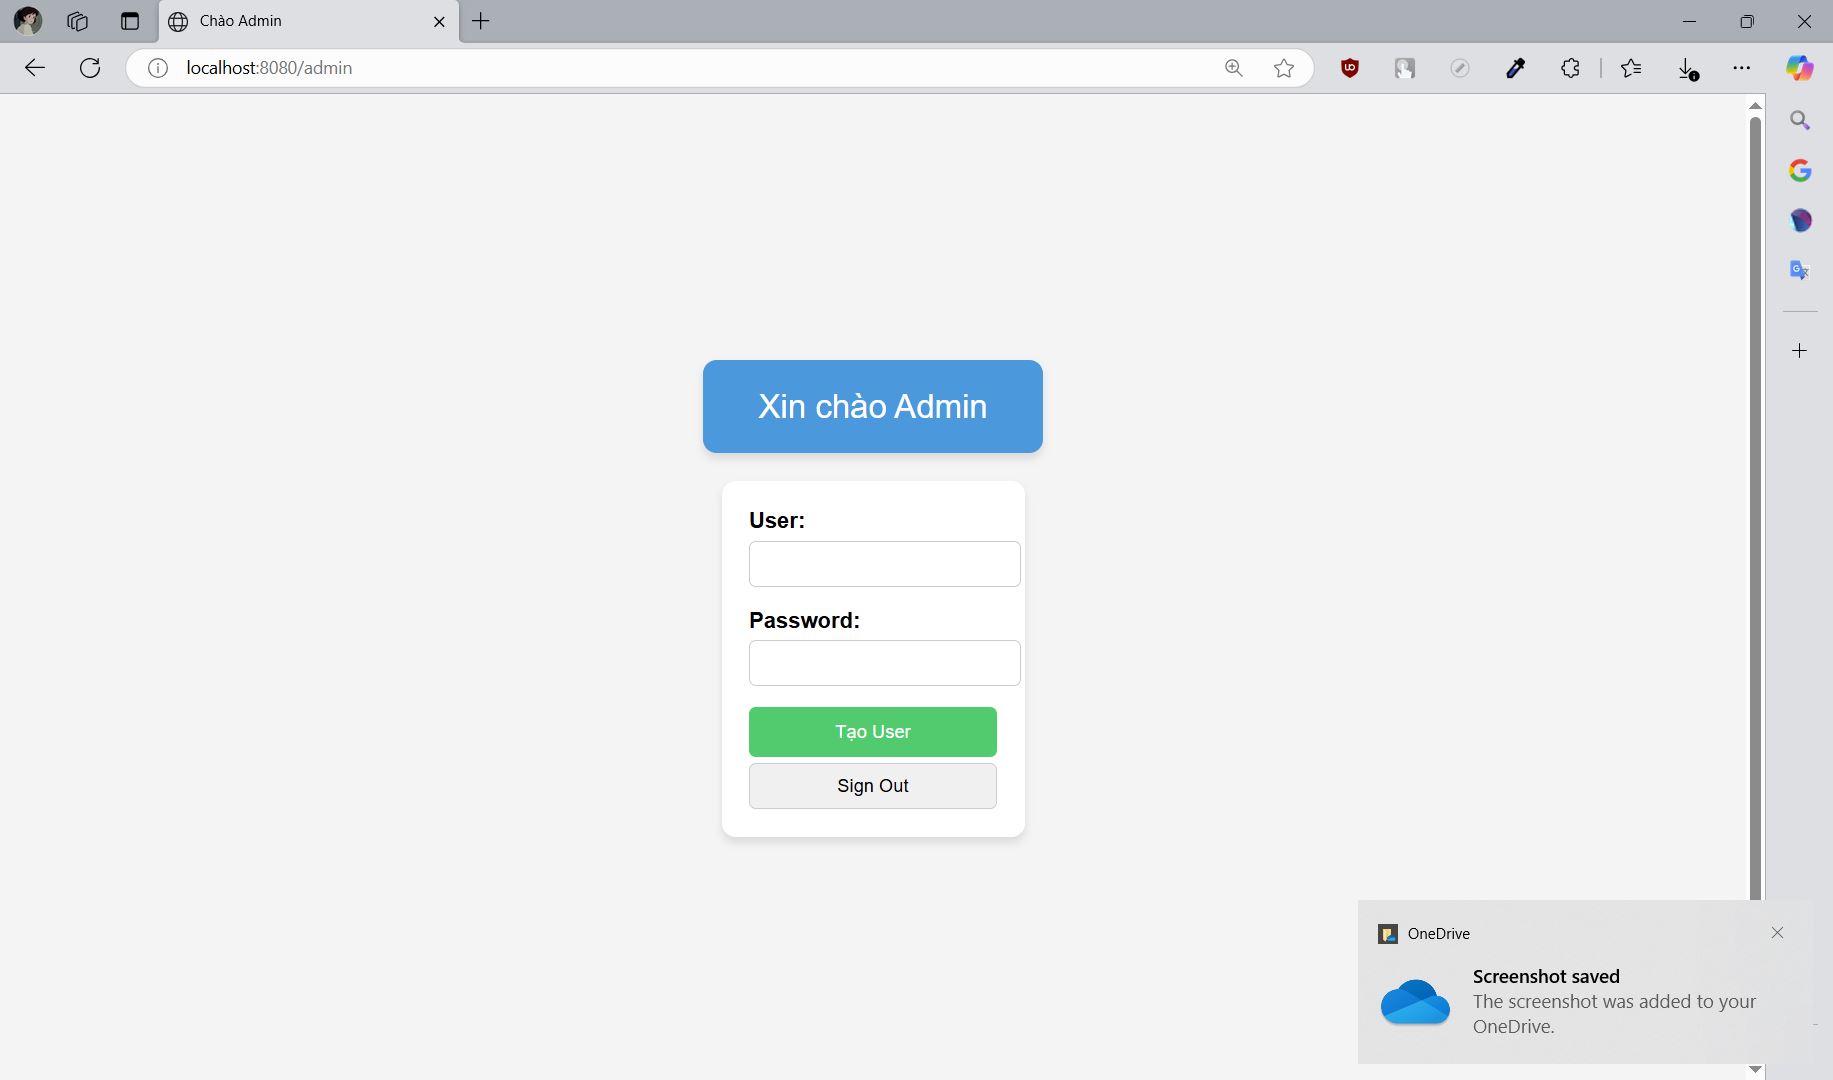 Chào Admin
localhost:8080/admin
Xin chào Admin
User:
Password:
Tạo User
Sign Out
OneDrive
Screenshot saved
The screenshot was added to your
OneDrive.